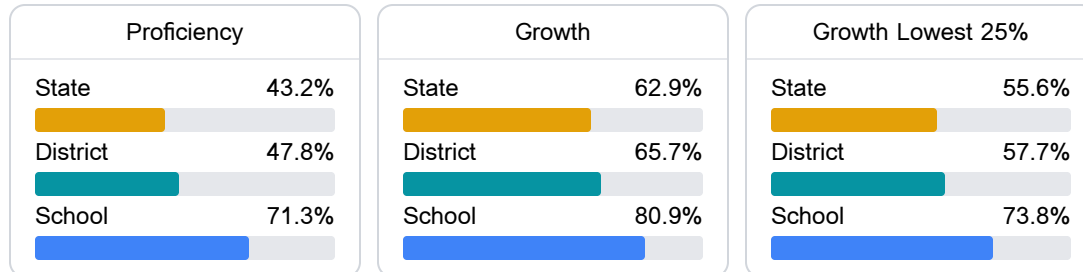 Proficiency
State 43.2%
District 47.8%
School 71.3%
Growth
State 62.9%
District 65.7%
School 80.9%
Growth Lowest 25%
State 55.6%
District 57.7%
School 73.8%